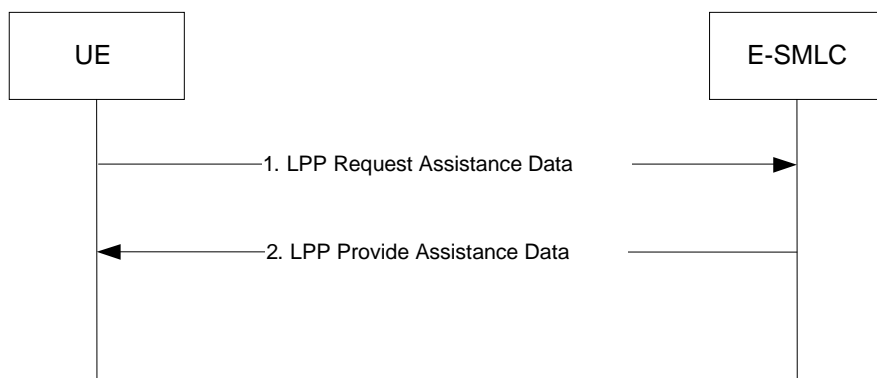 UE
E-SMLC
1. LPP Request Assistance Data
2. LPP Provide Assistance Data